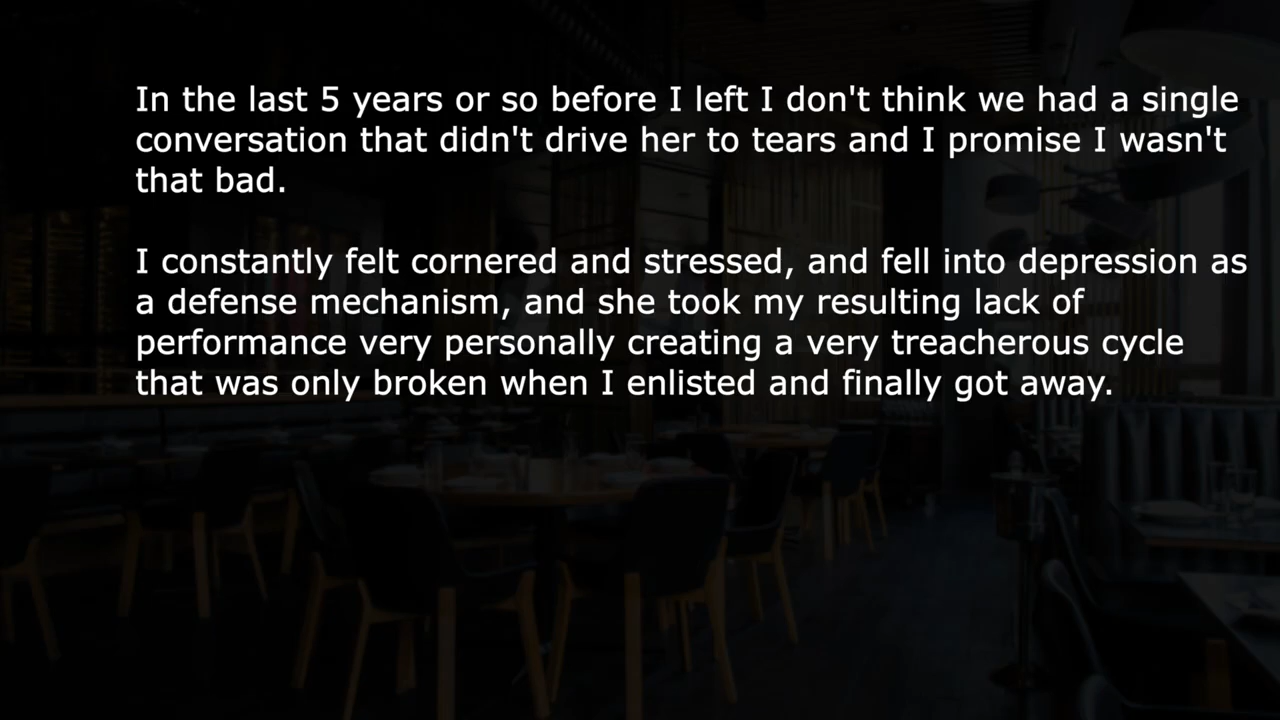 In the last 5 years or so before I left I don't think we had a single
conversation that didn't drive her to tears and I promise I wasn't
that bad.
I constantly felt cornered and stressed, and fell into depression as
a defense mechanism, and she took my resulting lack of
performance very personally creating a very treacherous cycle
that was only broken when I enlisted and finally got away.